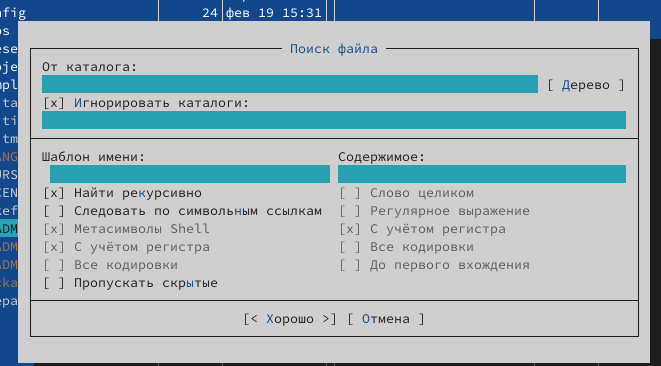 24 фев 19 15:31
Поиск файла
От каталога:
[ Дерево ]
[x] Игнорировать каталоги:
Шаблон имени: Содержимое:
[x] Найти рекурсивно [ ] Слово целиком
[ ] Следовать по символьным ссылкам [ ] Регулярное выражение
[x] Метасимволы Shell [x] С учётом регистра
[x] С учётом регистра [ ] Все кодировки
[ ] Все кодировки [ ] До первого вхождения
[ ] Пропускать скрытые
[< Хорошо >] [ Отмена ]